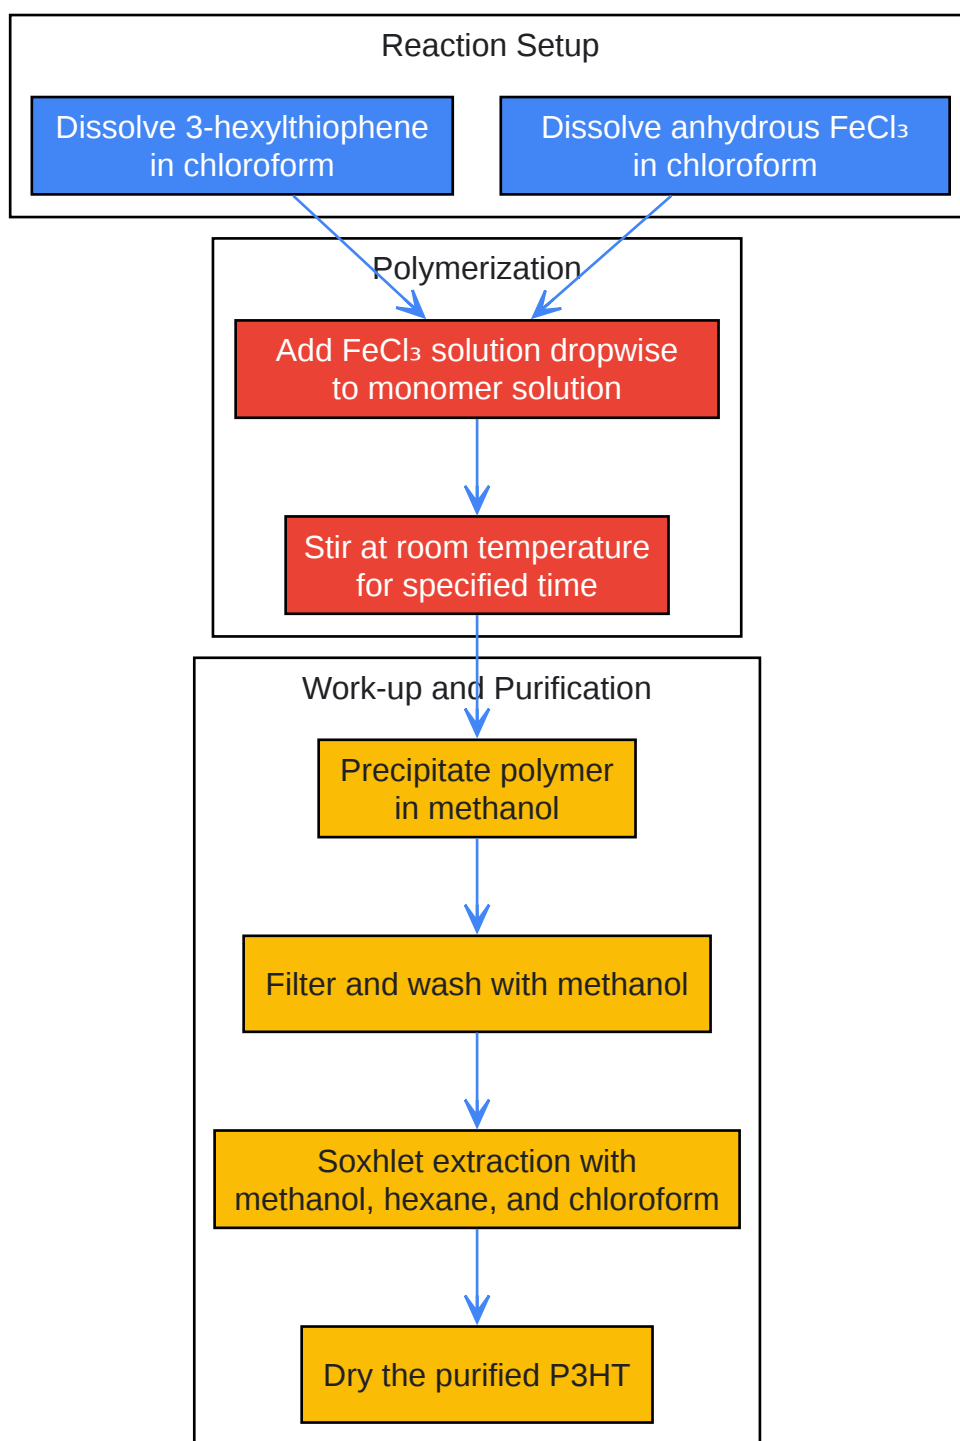 Reaction Setup
Dissolve 3-hexylthiophene
in chloroform
Dissolve anhydrous FeCl₃
in chloroform
Polymerization
Add FeCl₃ solution dropwise
to monomer solution
Stir at room temperature
for specified time
Work-up and Purification
Precipitate polymer
in methanol
Filter and wash with methanol
Soxhlet extraction with
methanol, hexane, and chloroform
Dry the purified P3HT